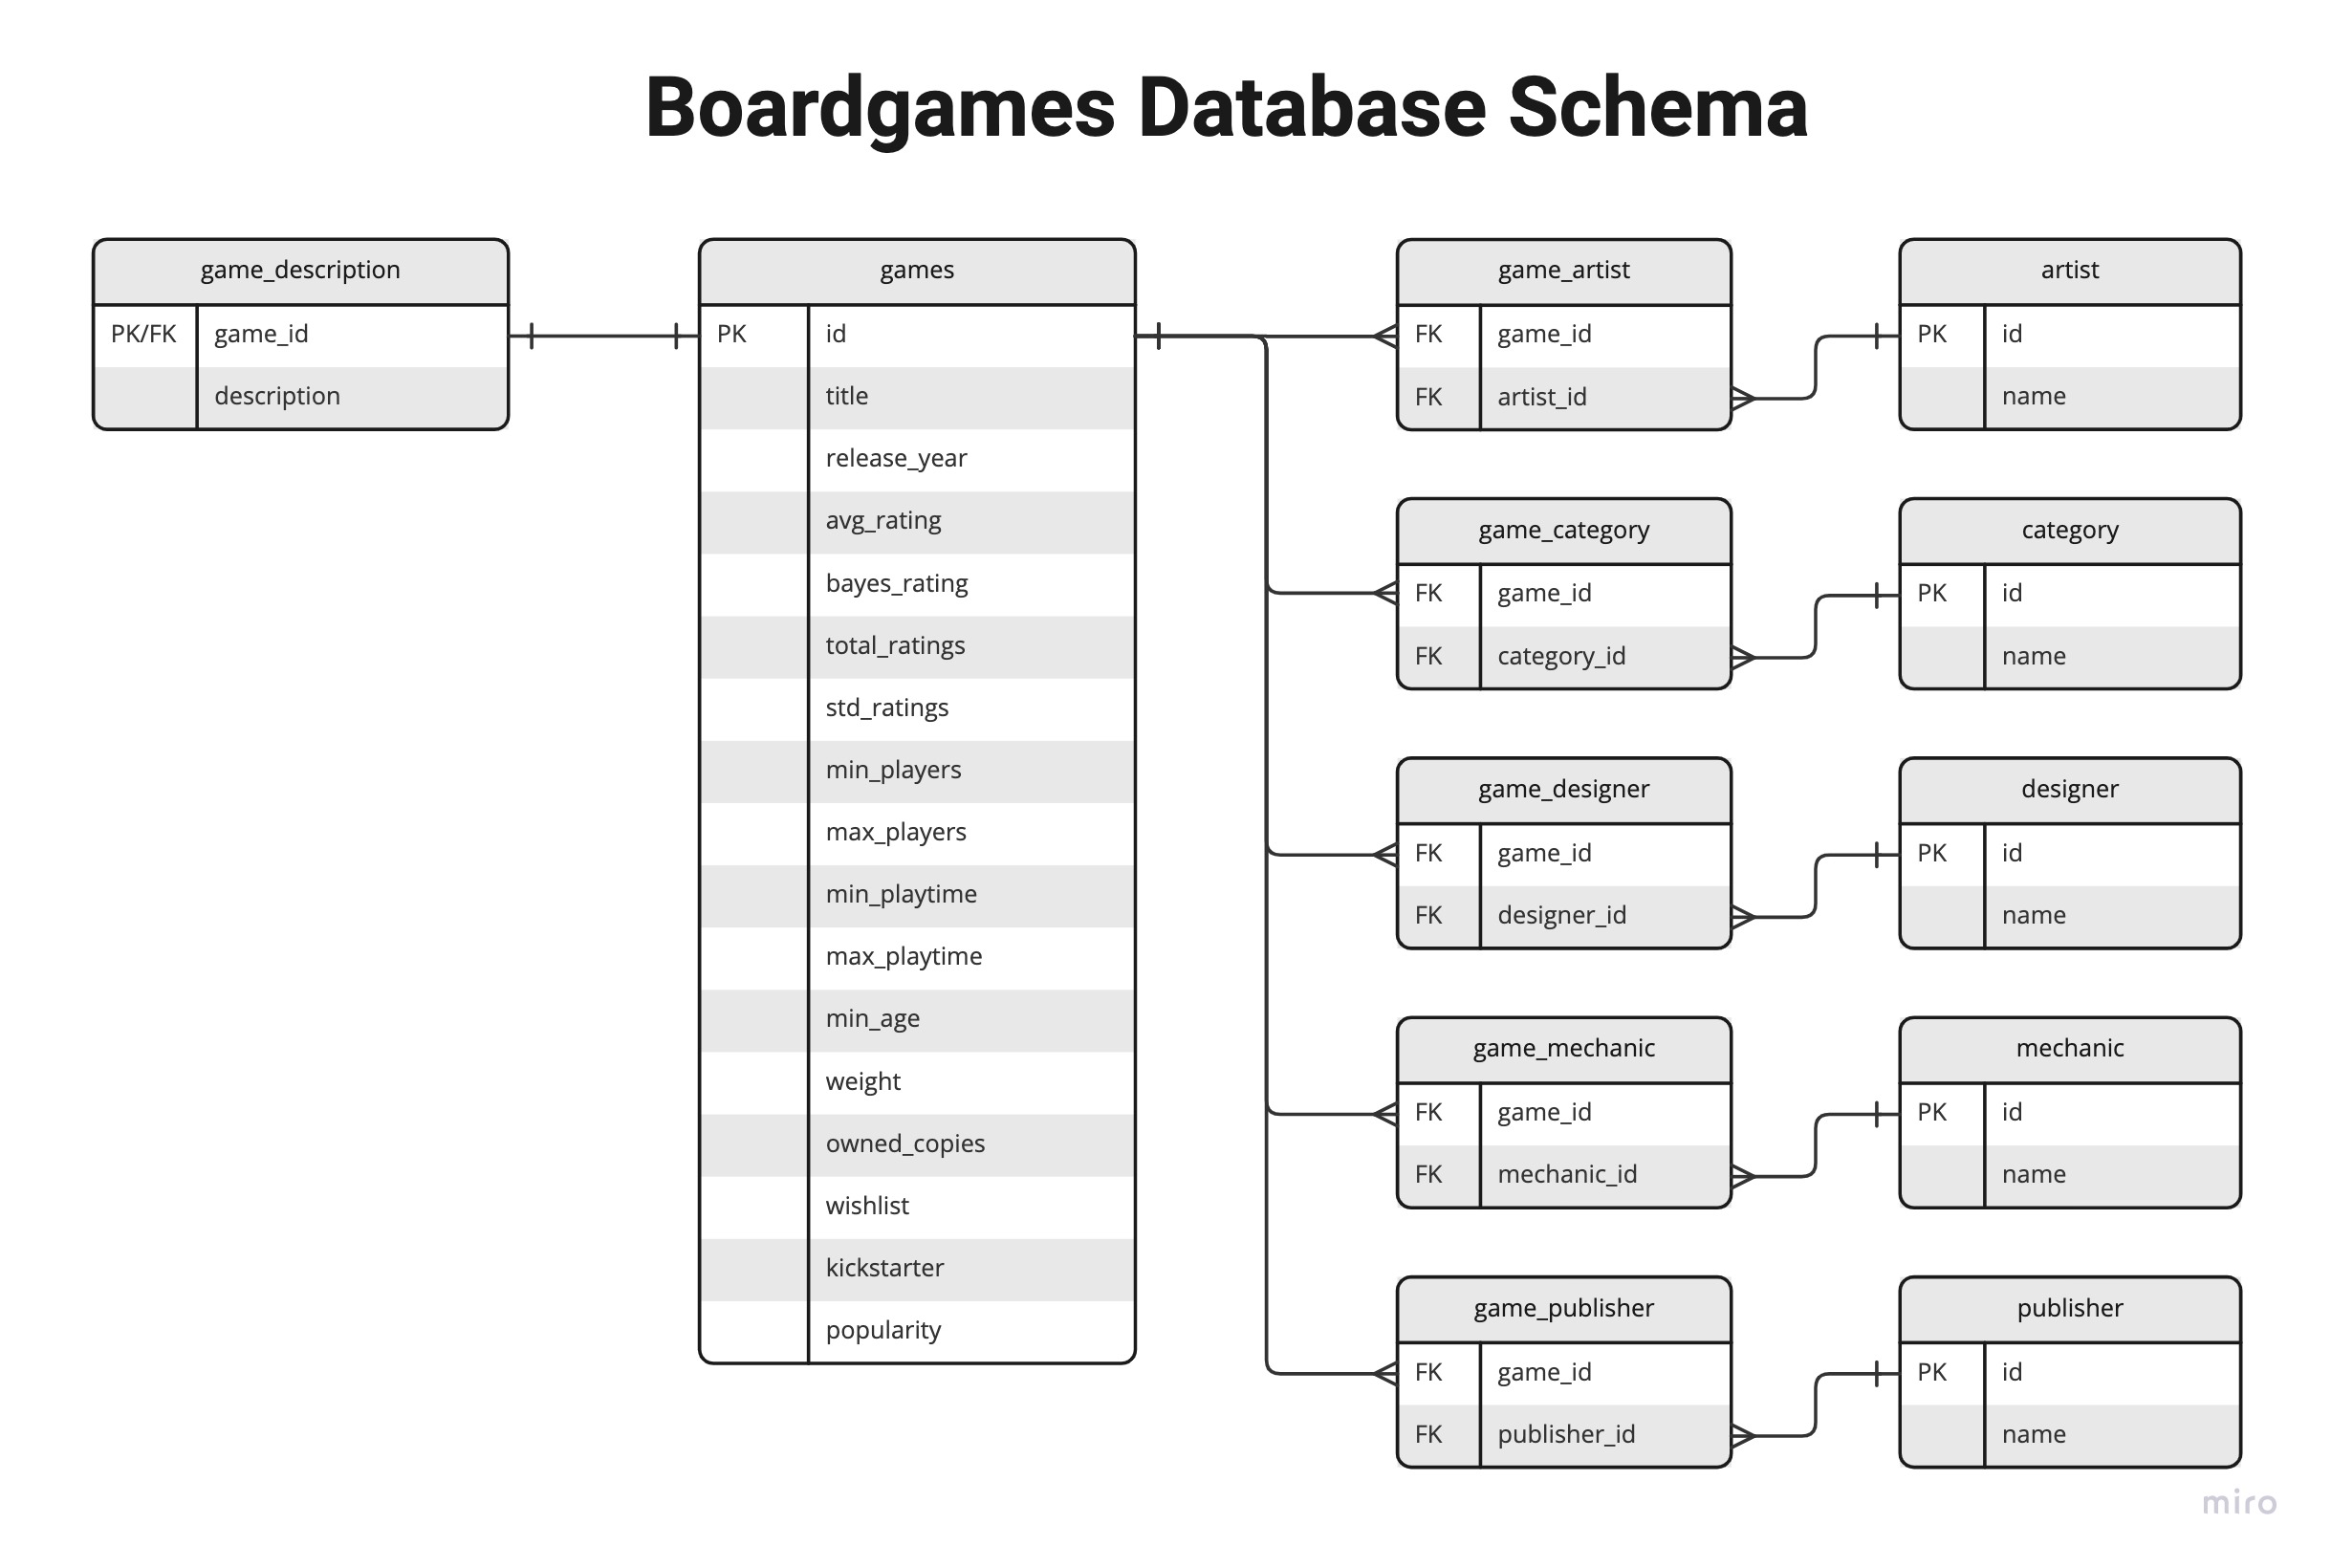 Boardgames Database Schema
game_description
PK/FK game_id
description
games
PK id
title
release_year
avg_rating
bayes_rating
total_ratings
std_ratings
min_players
max_players
min_playtime
max_playtime
min_age
weight
owned_copies
wishlist
kickstarter
popularity
game_artist
FK game_id
FK artist_id
artist
PK id
name
game_category
FK game_id
FK category_id
category
PK id
name
game_designer
FK game_id
FK designer_id
designer
PK id
name
game_mechanic
FK game_id
FK mechanic_id
mechanic
PK id
name
game_publisher
FK game_id
FK publisher_id
publisher
PK id
name
miro